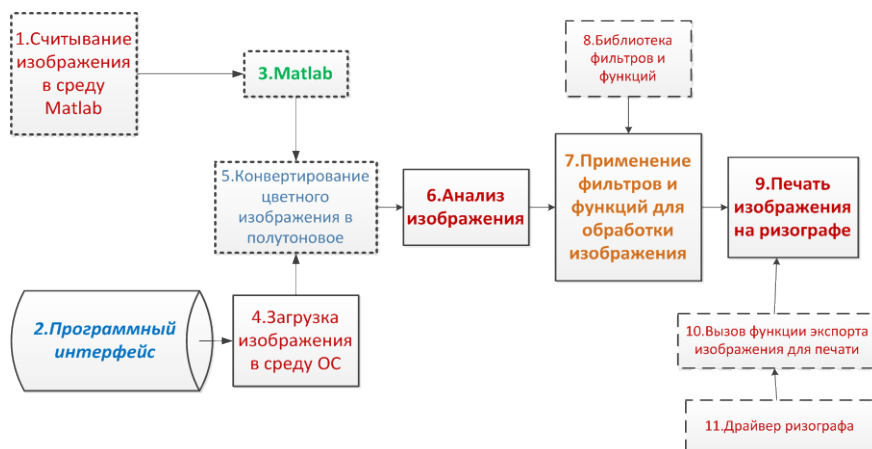 1.Считывание
изображения
в среду
Matlab
3.Matlab
8.Библиотека
фильтров и
функций
5.Конвертирование
цветного
изображения в
полутоновое
6.Анализ
изображения
7.Применение
фильтров и
функций для
обработки
изображения
9.Печать
изображения
на ризографе
2.Программный
интерфейс
4.Загрузка
изображения
в среду ОС
10.Вызов функции экспорта
изображения для печати
11.Драйвер ризографа